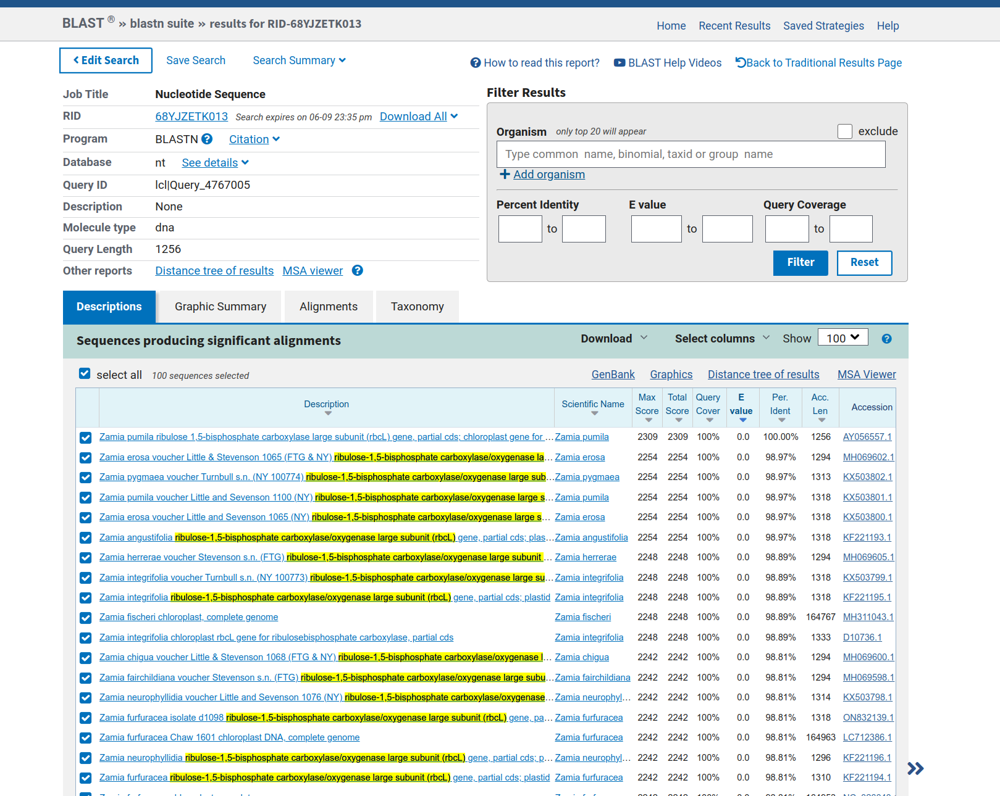 BLAST ® » blastn suite » results for RID-68YJZETK013
Home Recent Results Saved Strategies Help
Edit Search Save Search Search Summary
How to read this report? BLAST Help Videos Back to Traditional Results Page
Job Title Nucleotide Sequence
RID 68YJZETK013 Search expires on 06-09 23:35 pm Download All
Program BLASTN Citation
Database nt See details
Query ID lcl|Query_4767005
Description None
Molecule type dna
Query Length 1256
Other reports Distance tree of results MSA viewer
Filter Results
Organism only top 20 will appear exclude
Type common name, binomial, taxid or group name
Add organism
Percent Identity E value Query Coverage
to to to
Filter Reset
Descriptions Graphic Summary Alignments Taxonomy
Sequences producing significant alignments Download Select columns Show 100
select all 100 sequences selected GenBank Graphics Distance tree of results MSA Viewer
Description Scientific Name Max Score Total Score Query Cover E value Per. Ident Acc. Len Accession
Zamia pumila ribulose 1,5-bisphosphate carboxylase large subunit (rbcL) gene, partial cds; chloroplast gene for ... Zamia pumila 2309 2309 100% 0.0 100.00% 1256 AY056557.1
Zamia erosa voucher Little & Stevenson 1065 (FTG & NY) ribulose-1,5-bisphosphate carboxylase/oxygenase la... Zamia erosa 2254 2254 100% 0.0 98.97% 1294 MH069602.1
Zamia pygmaea voucher Turnbull s.n. (NY 100774) ribulose-1,5-bisphosphate carboxylase/oxygenase large sub... Zamia pygmaea 2254 2254 100% 0.0 98.97% 1313 KX503802.1
Zamia pumila voucher Little and Sevenson 1100 (NY) ribulose-1,5-bisphosphate carboxylase/oxygenase large s... Zamia pumila 2254 2254 100% 0.0 98.97% 1318 KX503801.1
Zamia erosa voucher Little and Sevenson 1065 (NY) ribulose-1,5-bisphosphate carboxylase/oxygenase large s... Zamia erosa 2254 2254 100% 0.0 98.97% 1318 KX503800.1
Zamia angustifolia ribulose-1,5-bisphosphate carboxylase/oxygenase large subunit (rbcL) gene, partial cds; plas... Zamia angustifolia 2254 2254 100% 0.0 98.97% 1318 KF221193.1
Zamia herrerae voucher Stevenson s.n. (FTG) ribulose-1,5-bisphosphate carboxylase/oxygenase large subunit ... Zamia herrerae 2248 2248 100% 0.0 98.89% 1294 MH069605.1
Zamia integrifolia voucher Turnbull s.n. (NY 100773) ribulose-1,5-bisphosphate carboxylase/oxygenase large su... Zamia integrifolia 2248 2248 100% 0.0 98.89% 1318 KX503799.1
Zamia integrifolia ribulose-1,5-bisphosphate carboxylase/oxygenase large subunit (rbcL) gene, partial cds; plastid Zamia integrifolia 2248 2248 100% 0.0 98.89% 1318 KF221195.1
Zamia fischeri chloroplast, complete genome Zamia fischeri 2248 2248 100% 0.0 98.89% 164767 MH311043.1
Zamia integrifolia chloroplast rbcL gene for ribulosebisphosphate carboxylase, partial cds Zamia integrifolia 2248 2248 100% 0.0 98.89% 1333 D10736.1
Zamia chigua voucher Little & Stevenson 1068 (FTG & NY) ribulose-1,5-bisphosphate carboxylase/oxygenase l... Zamia chigua 2242 2242 100% 0.0 98.81% 1294 MH069600.1
Zamia fairchildiana voucher Stevenson s.n. (FTG) ribulose-1,5-bisphosphate carboxylase/oxygenase large subu... Zamia fairchildiana 2242 2242 100% 0.0 98.81% 1294 MH069598.1
Zamia neurophyllidia voucher Little and Sevenson 1076 (NY) ribulose-1,5-bisphosphate carboxylase/oxygenase... Zamia neurophyl... 2242 2242 100% 0.0 98.81% 1314 KX503798.1
Zamia furfuracea isolate d1098 ribulose-1,5-bisphosphate carboxylase/oxygenase large subunit (rbcL) gene, pa... Zamia furfuracea 2242 2242 100% 0.0 98.81% 1318 ON832139.1
Zamia furfuracea Chaw 1601 chloroplast DNA, complete genome Zamia furfuracea 2242 2242 100% 0.0 98.81% 164963 LC712386.1
Zamia neurophyllidia ribulose-1,5-bisphosphate carboxylase/oxygenase large subunit (rbcL) gene, partial cds; p... Zamia neurophyl... 2242 2242 100% 0.0 98.81% 1296 KF221196.1
Zamia furfuracea ribulose-1,5-bisphosphate carboxylase/oxygenase large subunit (rbcL) gene, partial cds; plastid Zamia furfuracea 2242 2242 100% 0.0 98.81% 1310 KF221194.1